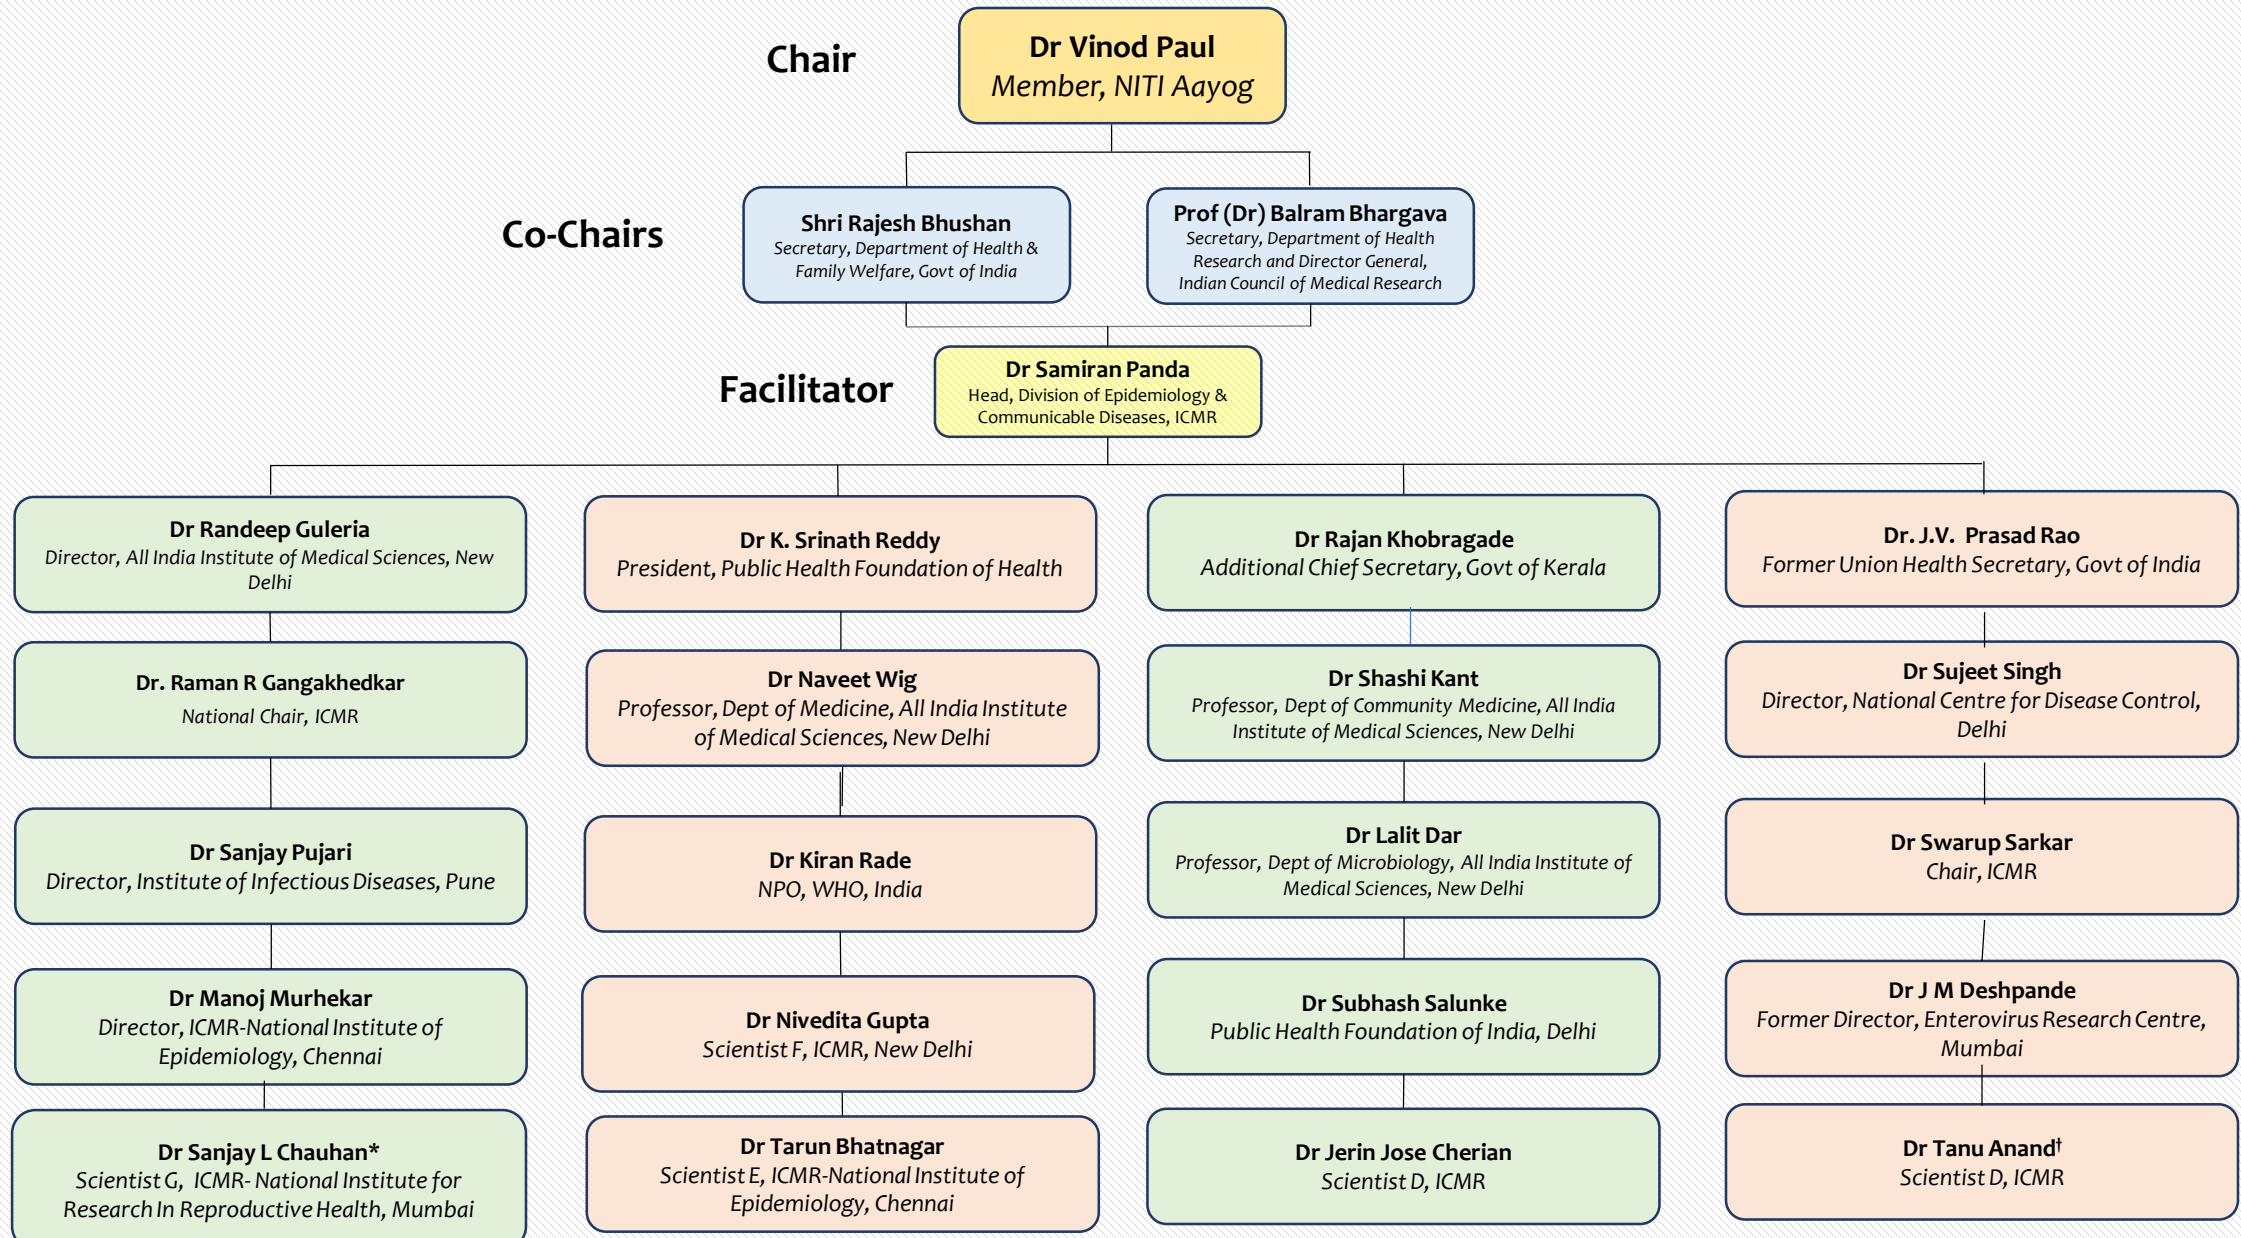 Chair
Dr Vinod Paul
Member, NITI Aayog
Co-Chairs
Shri Rajesh Bhushan
Secretary, Department of Health &
Family Welfare, Govt of India
Prof (Dr) Balram Bhargava
Secretary, Department of Health
Research and Director General,
Indian Council of Medical Research
Facilitator
Dr Samiran Panda
Head, Division of Epidemiology &
Communicable Diseases, ICMR
Dr Randeep Guleria
Director, All India Institute of Medical Sciences, New
Delhi
Dr. Raman R Gangakhedkar
National Chair, ICMR
Dr Sanjay Pujari
Director, Institute of Infectious Diseases, Pune
Dr Manoj Murhekar
Director, ICMR-National Institute of
Epidemiology, Chennai
Dr Sanjay L Chauhan*
Scientist G, ICMR- National Institute for
Research In Reproductive Health, Mumbai
Dr K. Srinath Reddy
President, Public Health Foundation of Health
Dr Naveet Wig
Professor, Dept of Medicine, All India Institute
of Medical Sciences, New Delhi
Dr Kiran Rade
NPO, WHO, India
Dr Nivedita Gupta
Scientist F, ICMR, New Delhi
Dr Tarun Bhatnagar
Scientist E, ICMR-National Institute of
Epidemiology, Chennai
Dr Rajan Khobragade
Additional Chief Secretary, Govt of Kerala
Dr Shashi Kant
Professor, Dept of Community Medicine, All India
Institute of Medical Sciences, New Delhi
Dr Lalit Dar
Professor, Dept of Microbiology, All India Institute of
Medical Sciences, New Delhi
Dr Subhash Salunke
Public Health Foundation of India, Delhi
Dr Jerin Jose Cherian
Scientist D, ICMR
Dr. J.V. Prasad Rao
Former Union Health Secretary, Govt of India
Dr Sujeet Singh
Director, National Centre for Disease Control,
Delhi
Dr Swarup Sarkar
Chair, ICMR
Dr J M Deshpande
Former Director, Enterovirus Research Centre,
Mumbai
Dr Tanu Anand†
Scientist D, ICMR